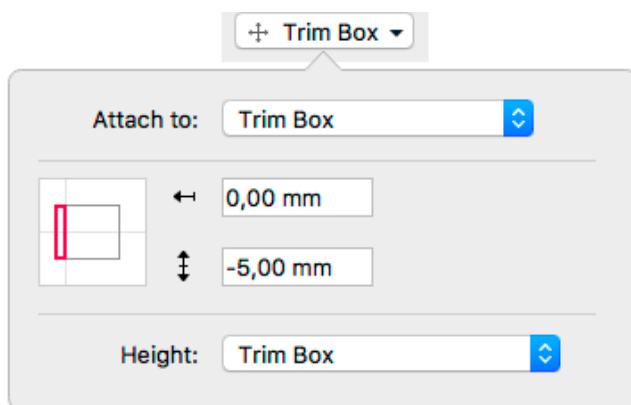 Trim Box
Attach to: Trim Box
0,00 mm
-5,00 mm
Height: Trim Box